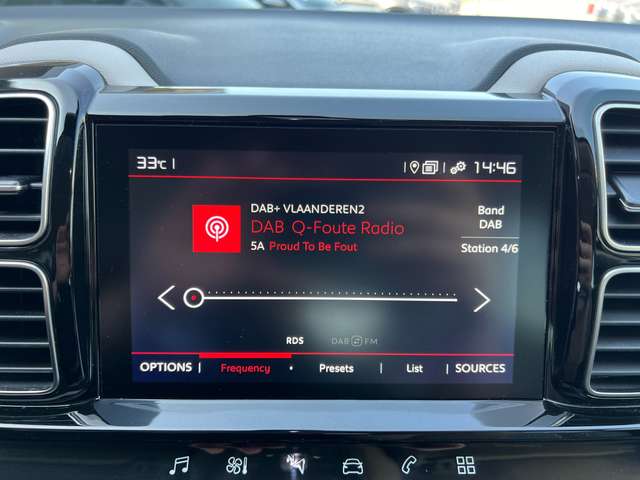 33°C
14:46
DAB+ VLAANDEREN2
DAB Q-Foute Radio
5A Proud To Be Fout
Band
DAB
Station 4/6
RDS
DAB FM
OPTIONS Frequency Presets List SOURCES